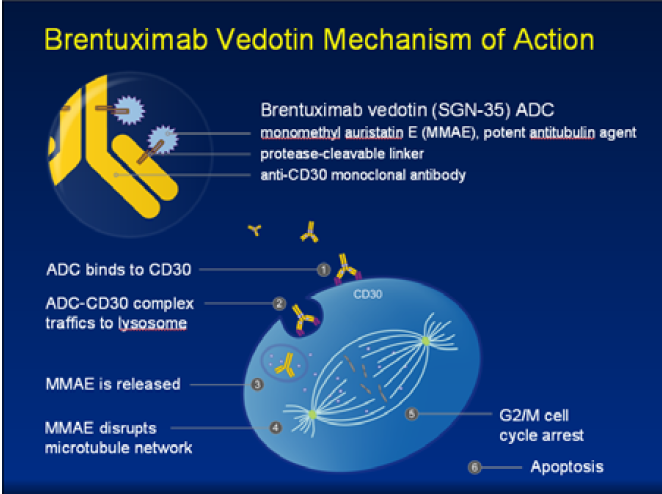 Brentuximab Vedotin Mechanism of Action
Brentuximab vedotin (SGN-35) ADC
monomethyl auristatin E (MMAE), potent antitubulin agent
protease-cleavable linker
anti-CD30 monoclonal antibody
ADC binds to CD30
1
CD30
ADC-CD30 complex
traffics to lysosome
2
MMAE is released
3
MMAE disrupts
microtubule network
4
5
G2/M cell
cycle arrest
6
Apoptosis